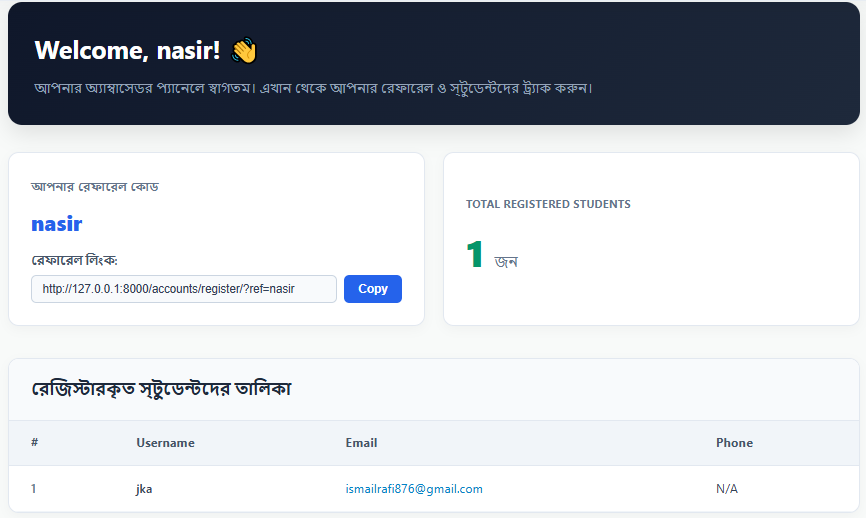 Welcome, nasir! 👋
আপনার অ্যাম্বাসেডর প্যানেলে স্বাগতম। এখান থেকে আপনার রেফারেল ও স্টুডেন্টদের ট্র্যাক করুন।
আপনার রেফারেল কোড
nasir
রেফারেল লিংক:
http://127.0.0.1:8000/accounts/register/?ref=nasir Copy
TOTAL REGISTERED STUDENTS
1 জন
রেজিস্টারকৃত স্টুডেন্টদের তালিকা
# Username Email Phone
1 jka ismailrafi876@gmail.com N/A